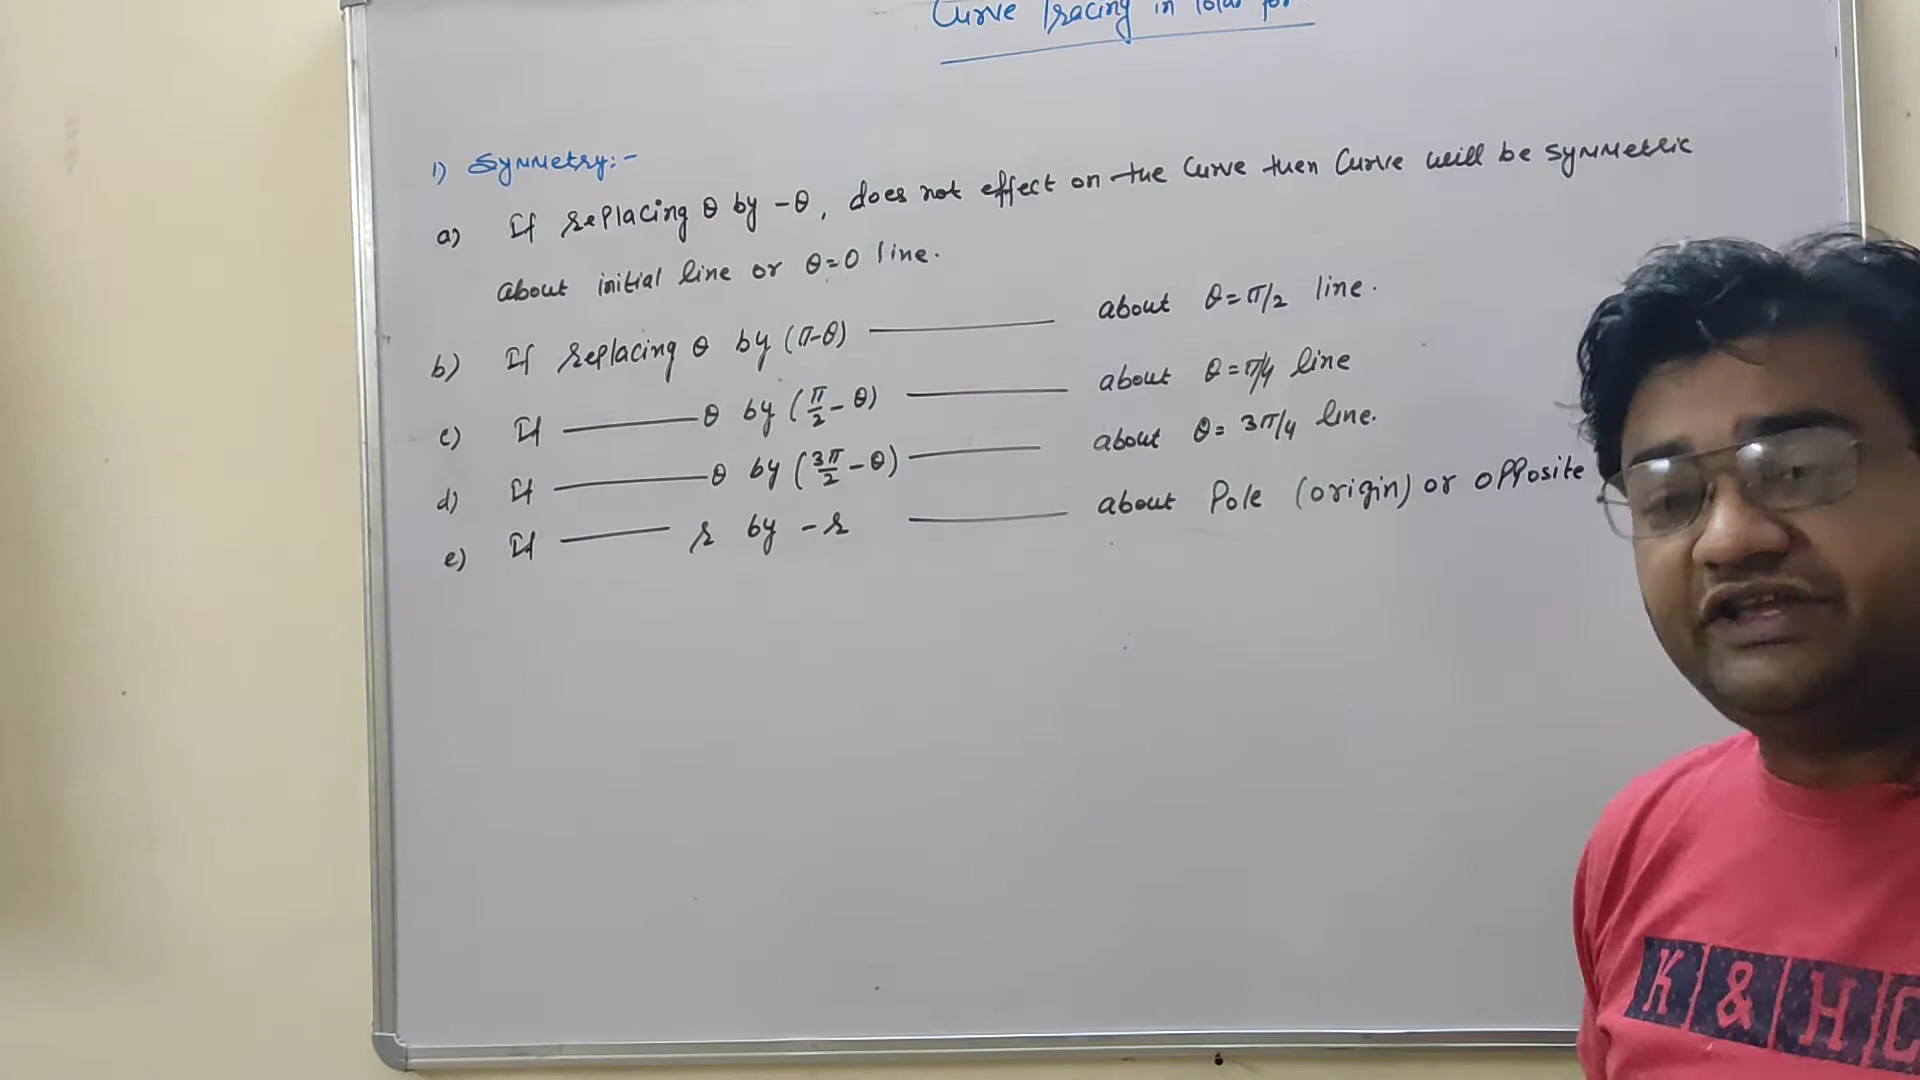 Curve Tracing in
1) Symmetry:-
a) If replacing θ by -θ, does not effect on the Curve then Curve will be symmetric
about initial line or θ=0 line.
b) If replacing θ by (π-θ) ——— about θ=π/2 line.
c) If ——— θ by (π/2 - θ) ——— about θ=π/4 line
d) If ——— θ by (3π/2 - θ) ——— about θ= 3π/4 line.
e) If ——— r by -r ——— about Pole (origin) or opposite
K & H